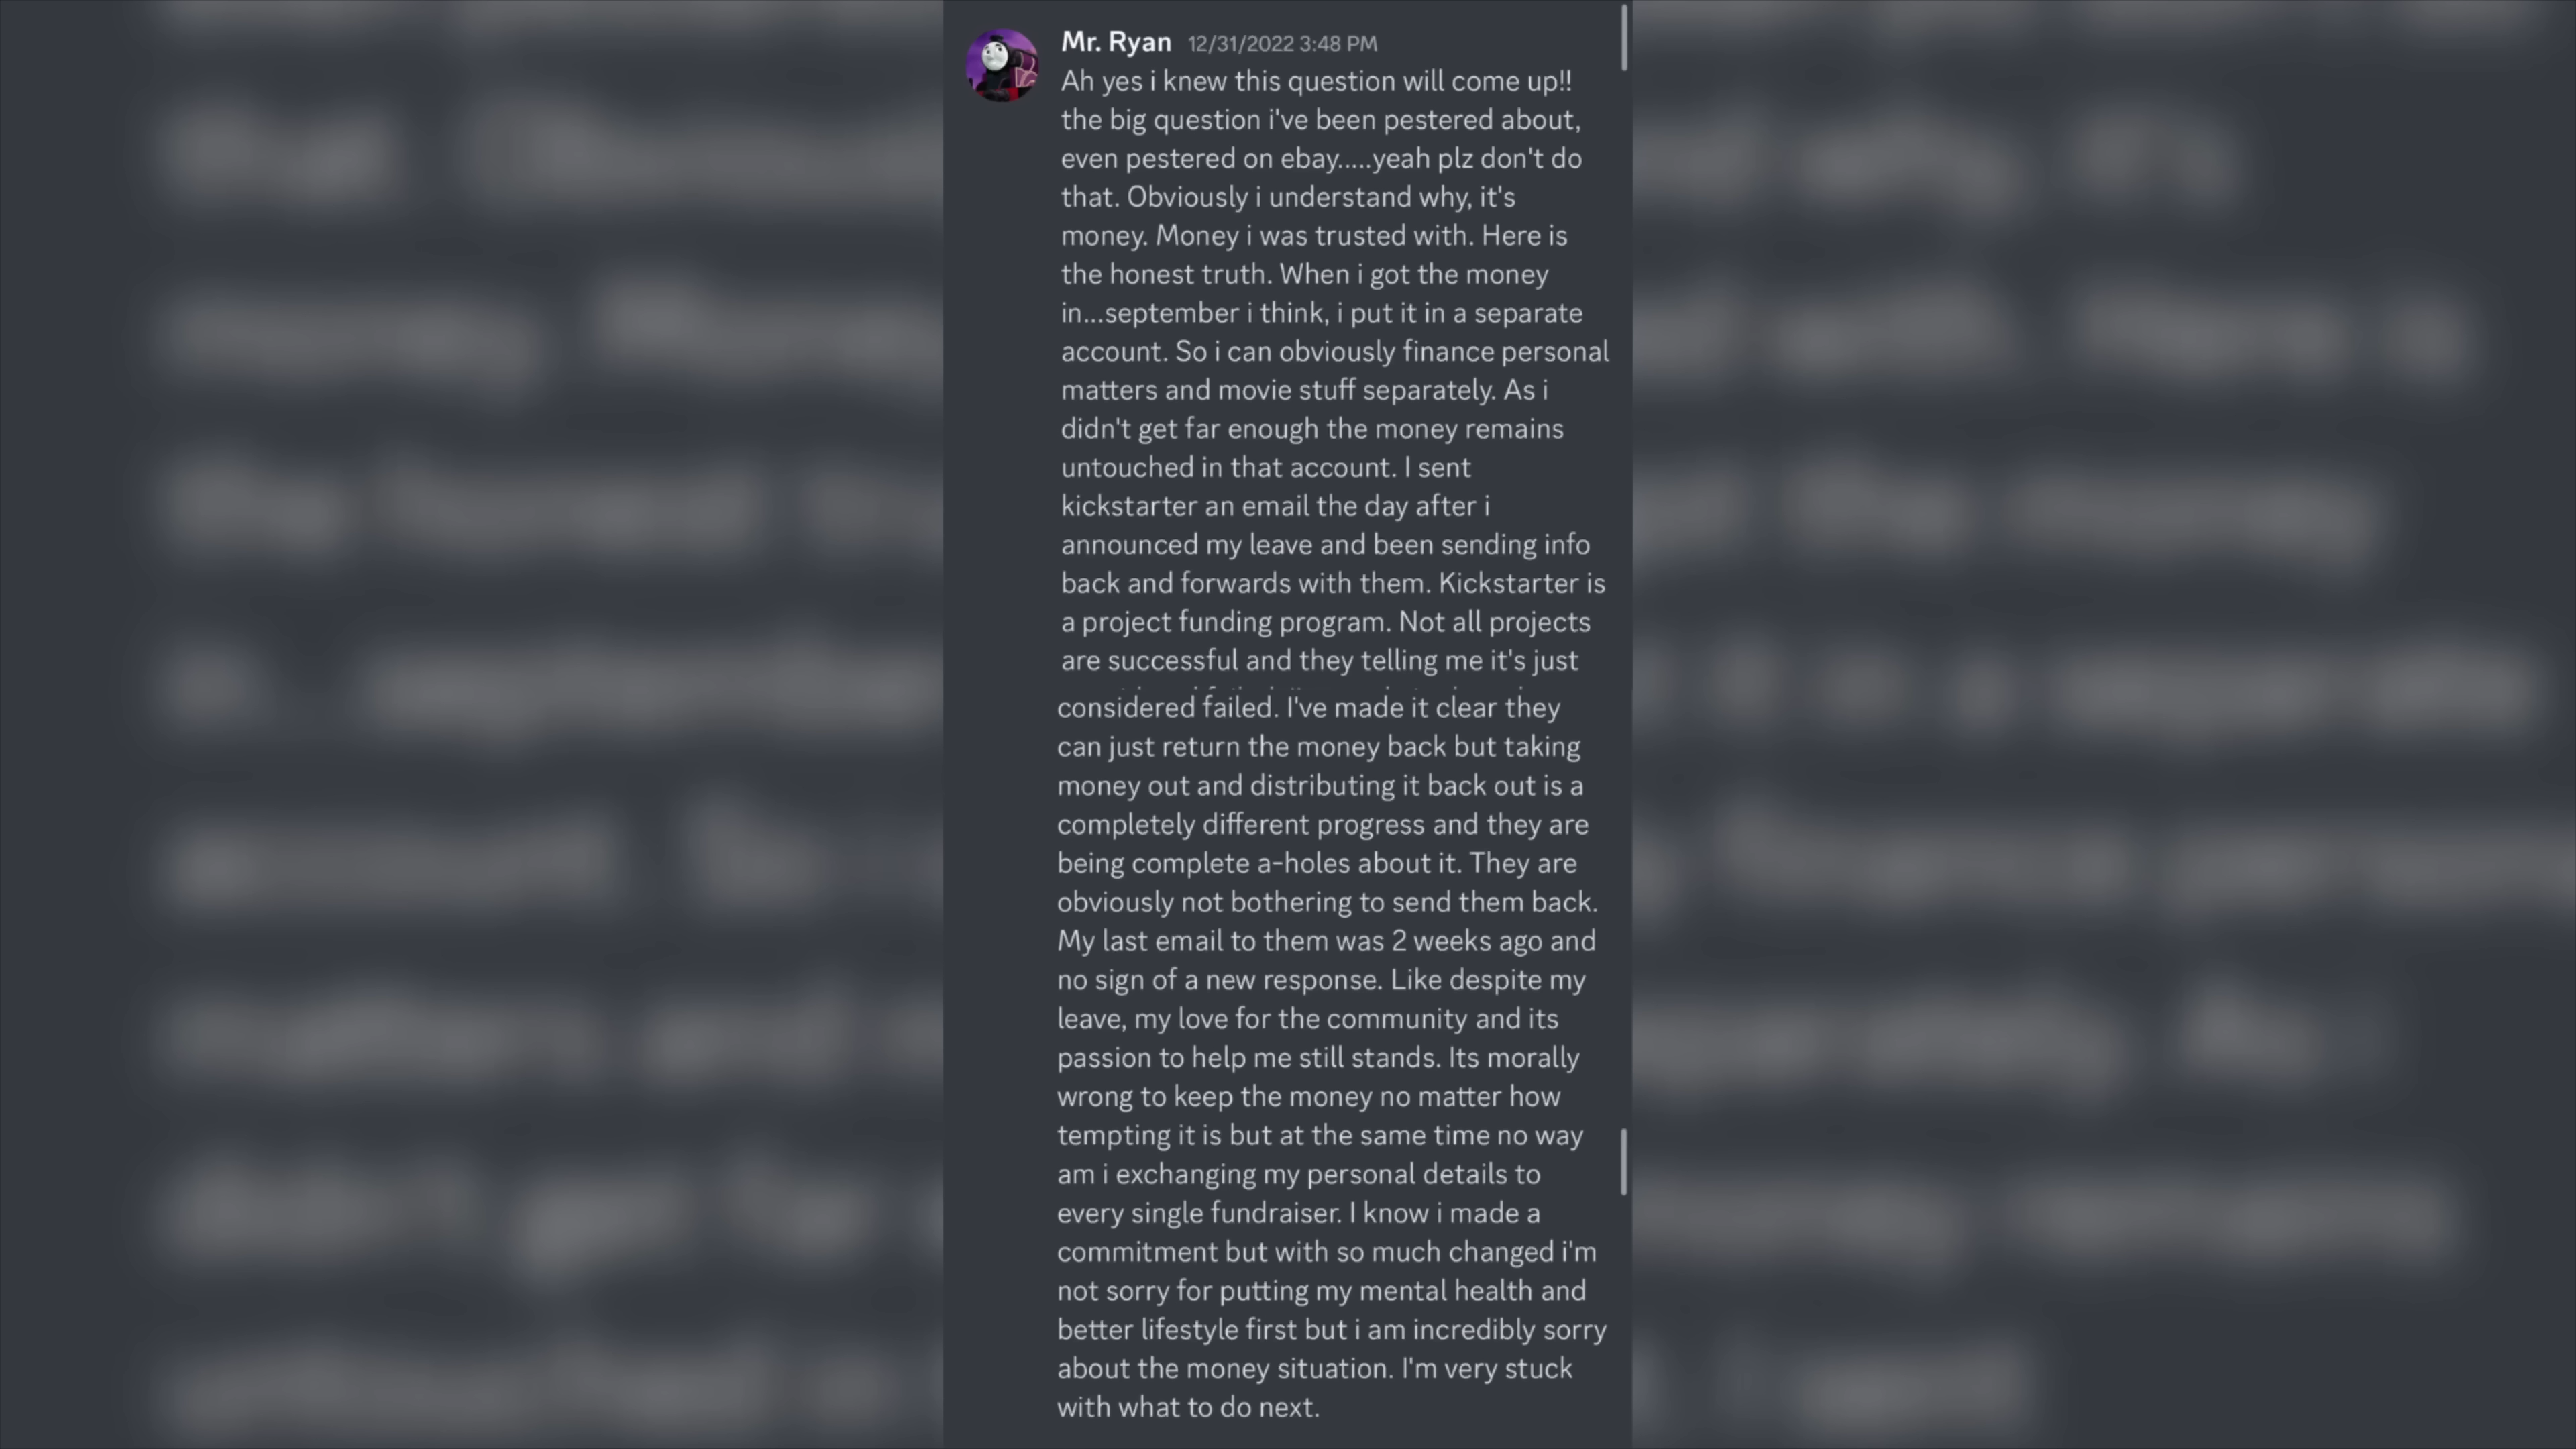 Mr. Ryan 12/31/2022 3:48 PM
Ah yes i knew this question will come up!!
the big question i've been pestered about,
even pestered on ebay.....yeah plz don't do
that. Obviously i understand why, it's
money. Money i was trusted with. Here is
the honest truth. When i got the money
in...september i think, i put it in a separate
account. So i can obviously finance personal
matters and movie stuff separately. As i
didn't get far enough the money remains
untouched in that account. I sent
kickstarter an email the day after i
announced my leave and been sending info
back and forwards with them. Kickstarter is
a project funding program. Not all projects
are successful and they telling me it's just
considered failed. I've made it clear they
can just return the money back but taking
money out and distributing it back out is a
completely different progress and they are
being complete a-holes about it. They are
obviously not bothering to send them back.
My last email to them was 2 weeks ago and
no sign of a new response. Like despite my
leave, my love for the community and its
passion to help me still stands. Its morally
wrong to keep the money no matter how
tempting it is but at the same time no way
am i exchanging my personal details to
every single fundraiser. I know i made a
commitment but with so much changed i'm
not sorry for putting my mental health and
better lifestyle first but i am incredibly sorry
about the money situation. I'm very stuck
with what to do next.